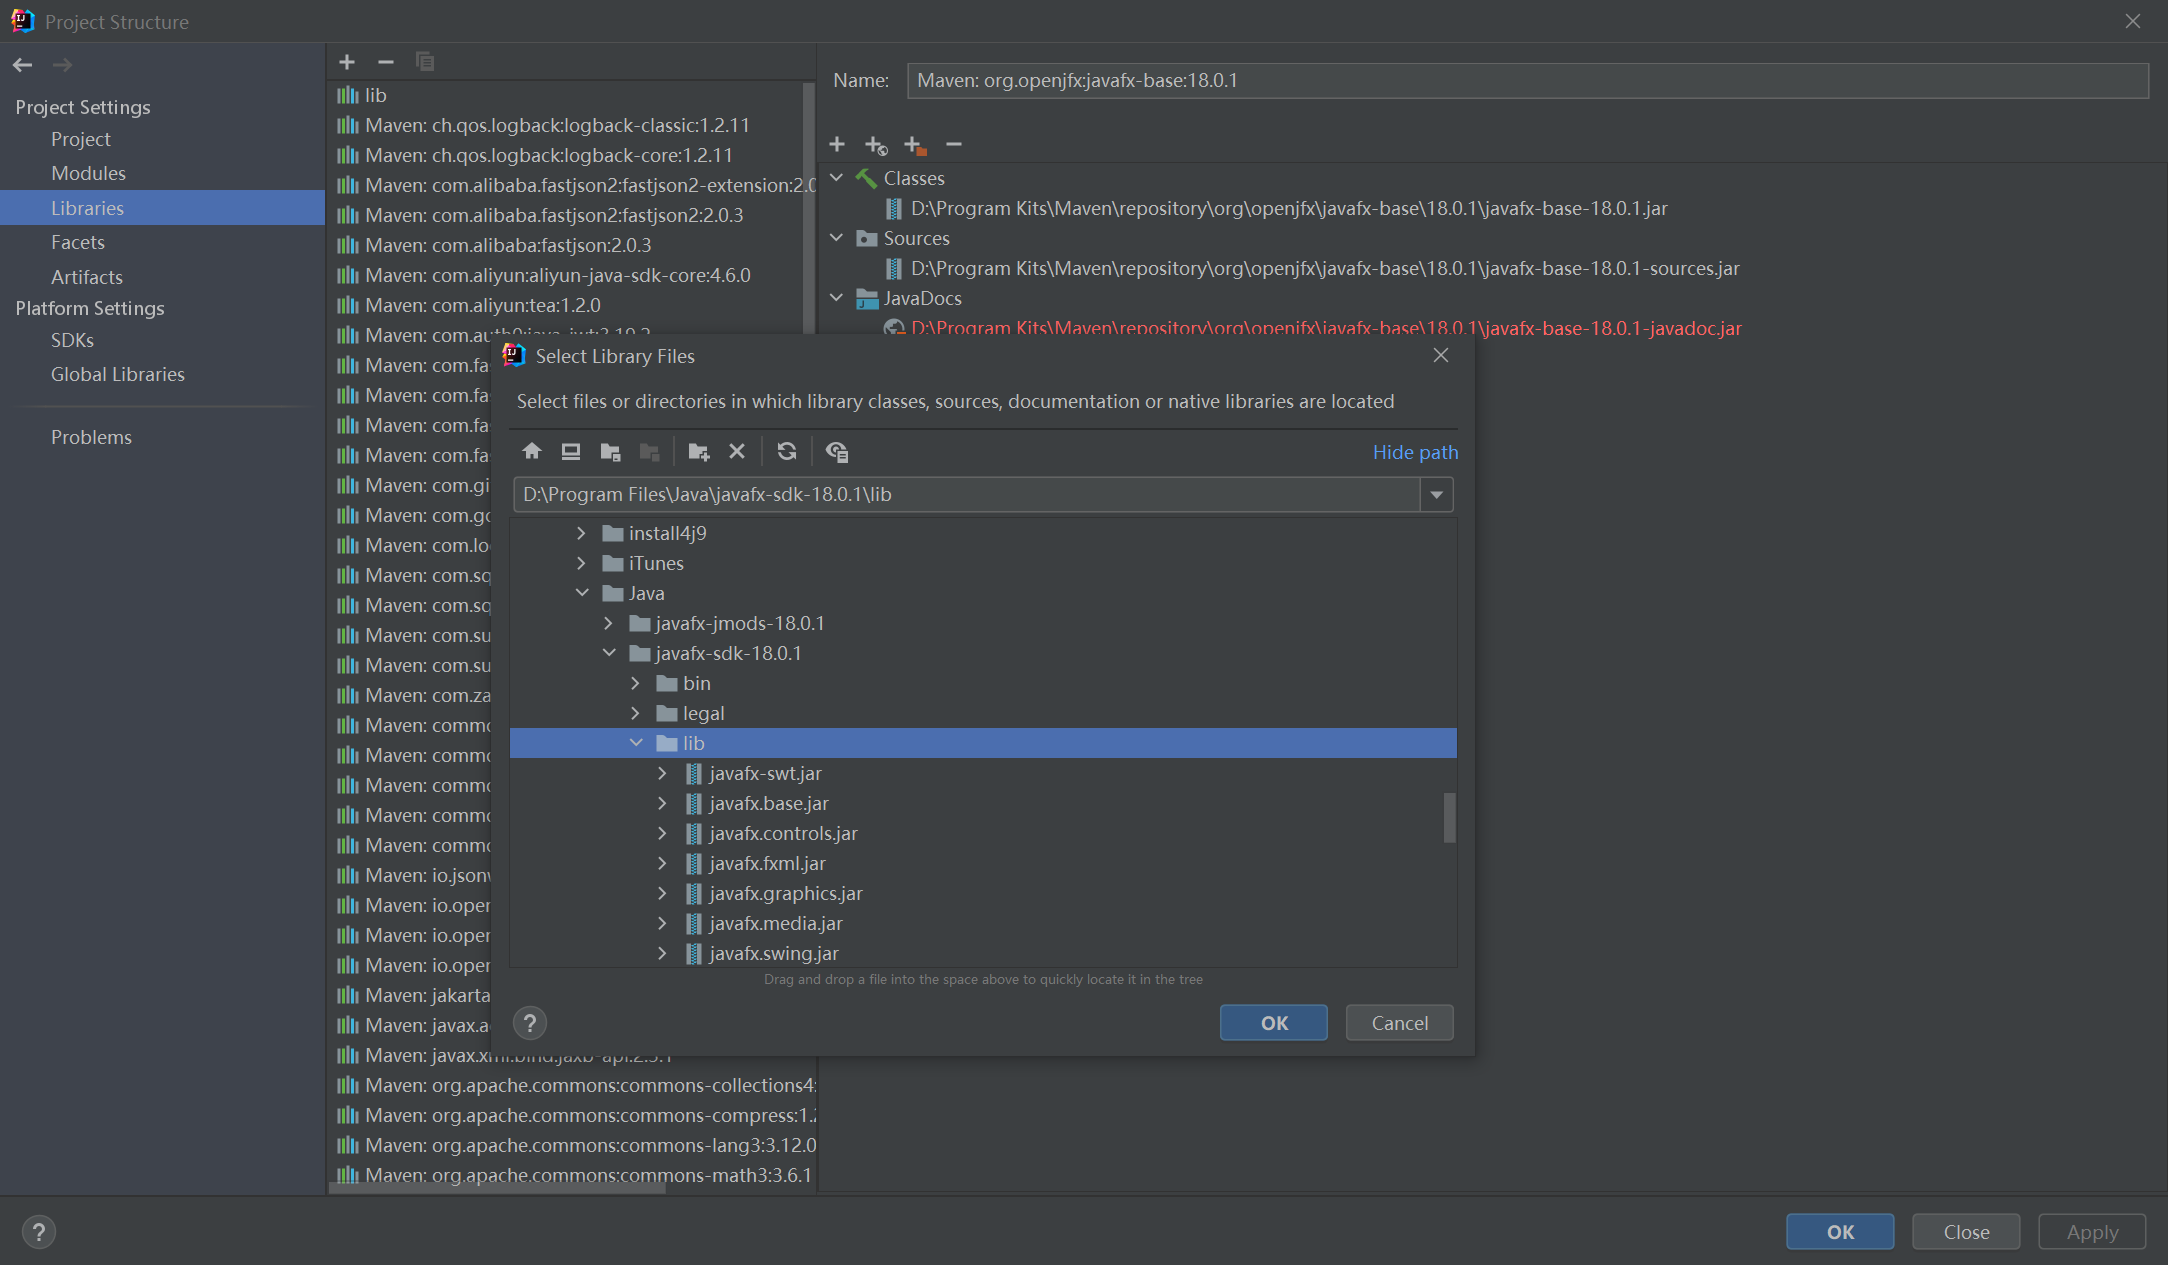 Project Structure
Project Settings
Project
Modules
Libraries
Facets
Artifacts
Platform Settings
SDKs
Global Libraries
Problems
lib
Maven: ch.qos.logback:logback-classic:1.2.11
Maven: ch.qos.logback:logback-core:1.2.11
Maven: com.alibaba.fastjson2:fastjson2-extension:2.0
Maven: com.alibaba.fastjson2:fastjson2:2.0.3
Maven: com.alibaba:fastjson:2.0.3
Maven: com.aliyun:aliyun-java-sdk-core:4.6.0
Maven: com.aliyun:tea:1.2.0
Maven: com.auth0:java-jwt:3.19.2
Maven: com.fa
Maven: com.fa
Maven: com.fa
Maven: com.fa
Maven: com.gi
Maven: com.go
Maven: com.lo
Maven: com.sq
Maven: com.sq
Maven: com.su
Maven: com.su
Maven: com.za
Maven: commo
Maven: commo
Maven: commo
Maven: commo
Maven: commo
Maven: io.json
Maven: io.oper
Maven: io.oper
Maven: io.oper
Maven: jakarta
Maven: javax.a
Maven: javax.xml.bind:jaxb-api:2.3.1
Maven: org.apache.commons:commons-collections4:
Maven: org.apache.commons:commons-compress:1.2
Maven: org.apache.commons:commons-lang3:3.12.0
Maven: org.apache.commons:commons-math3:3.6.1
Name: Maven: org.openjfx:javafx-base:18.0.1
Classes
D:\Program Kits\Maven\repository\org\openjfx\javafx-base\18.0.1\javafx-base-18.0.1.jar
Sources
D:\Program Kits\Maven\repository\org\openjfx\javafx-base\18.0.1\javafx-base-18.0.1-sources.jar
JavaDocs
D:\Program Kits\Maven\repository\org\openjfx\javafx-base\18.0.1\javafx-base-18.0.1-javadoc.jar
Select Library Files
Select files or directories in which library classes, sources, documentation or native libraries are located
Hide path
D:\Program Files\Java\javafx-sdk-18.0.1\lib
install4j9
iTunes
Java
javafx-jmods-18.0.1
javafx-sdk-18.0.1
bin
legal
lib
javafx-swt.jar
javafx.base.jar
javafx.controls.jar
javafx.fxml.jar
javafx.graphics.jar
javafx.media.jar
javafx.swing.jar
Drag and drop a file into the space above to quickly locate it in the tree
? OK Cancel
? OK Close Apply